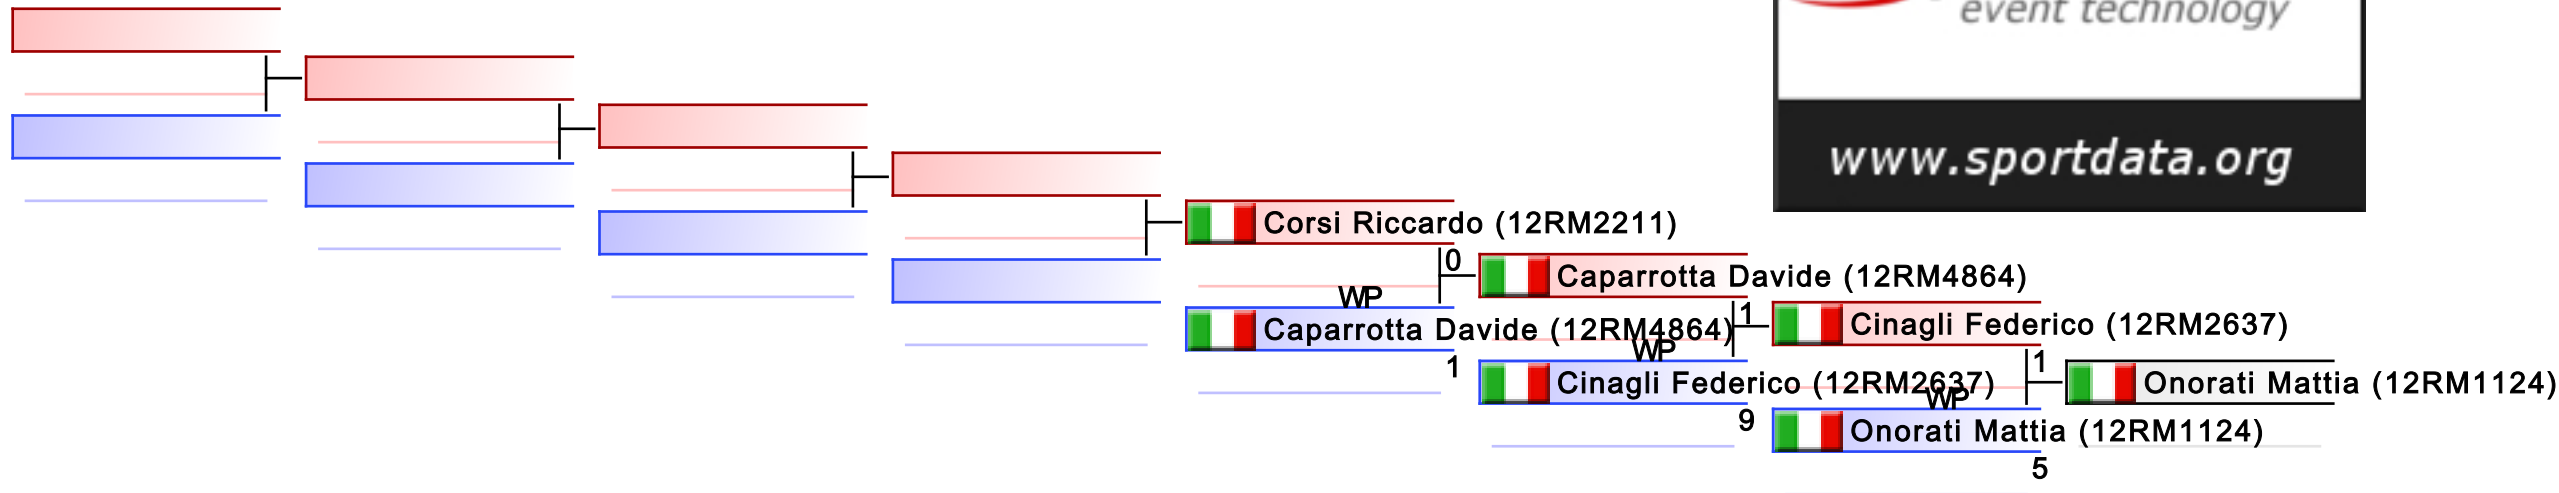 event technology
www.sportdata.org
Corsi Riccardo (12RM2211)
0
Caparrotta Davide (12RM4864)
WP
1
Caparrotta Davide (12RM4864)
Cinagli Federico (12RM2637)
WP
1
1
Cinagli Federico (12RM2637)
Onorati Mattia (12RM1124)
WP
9
Onorati Mattia (12RM1124)
5